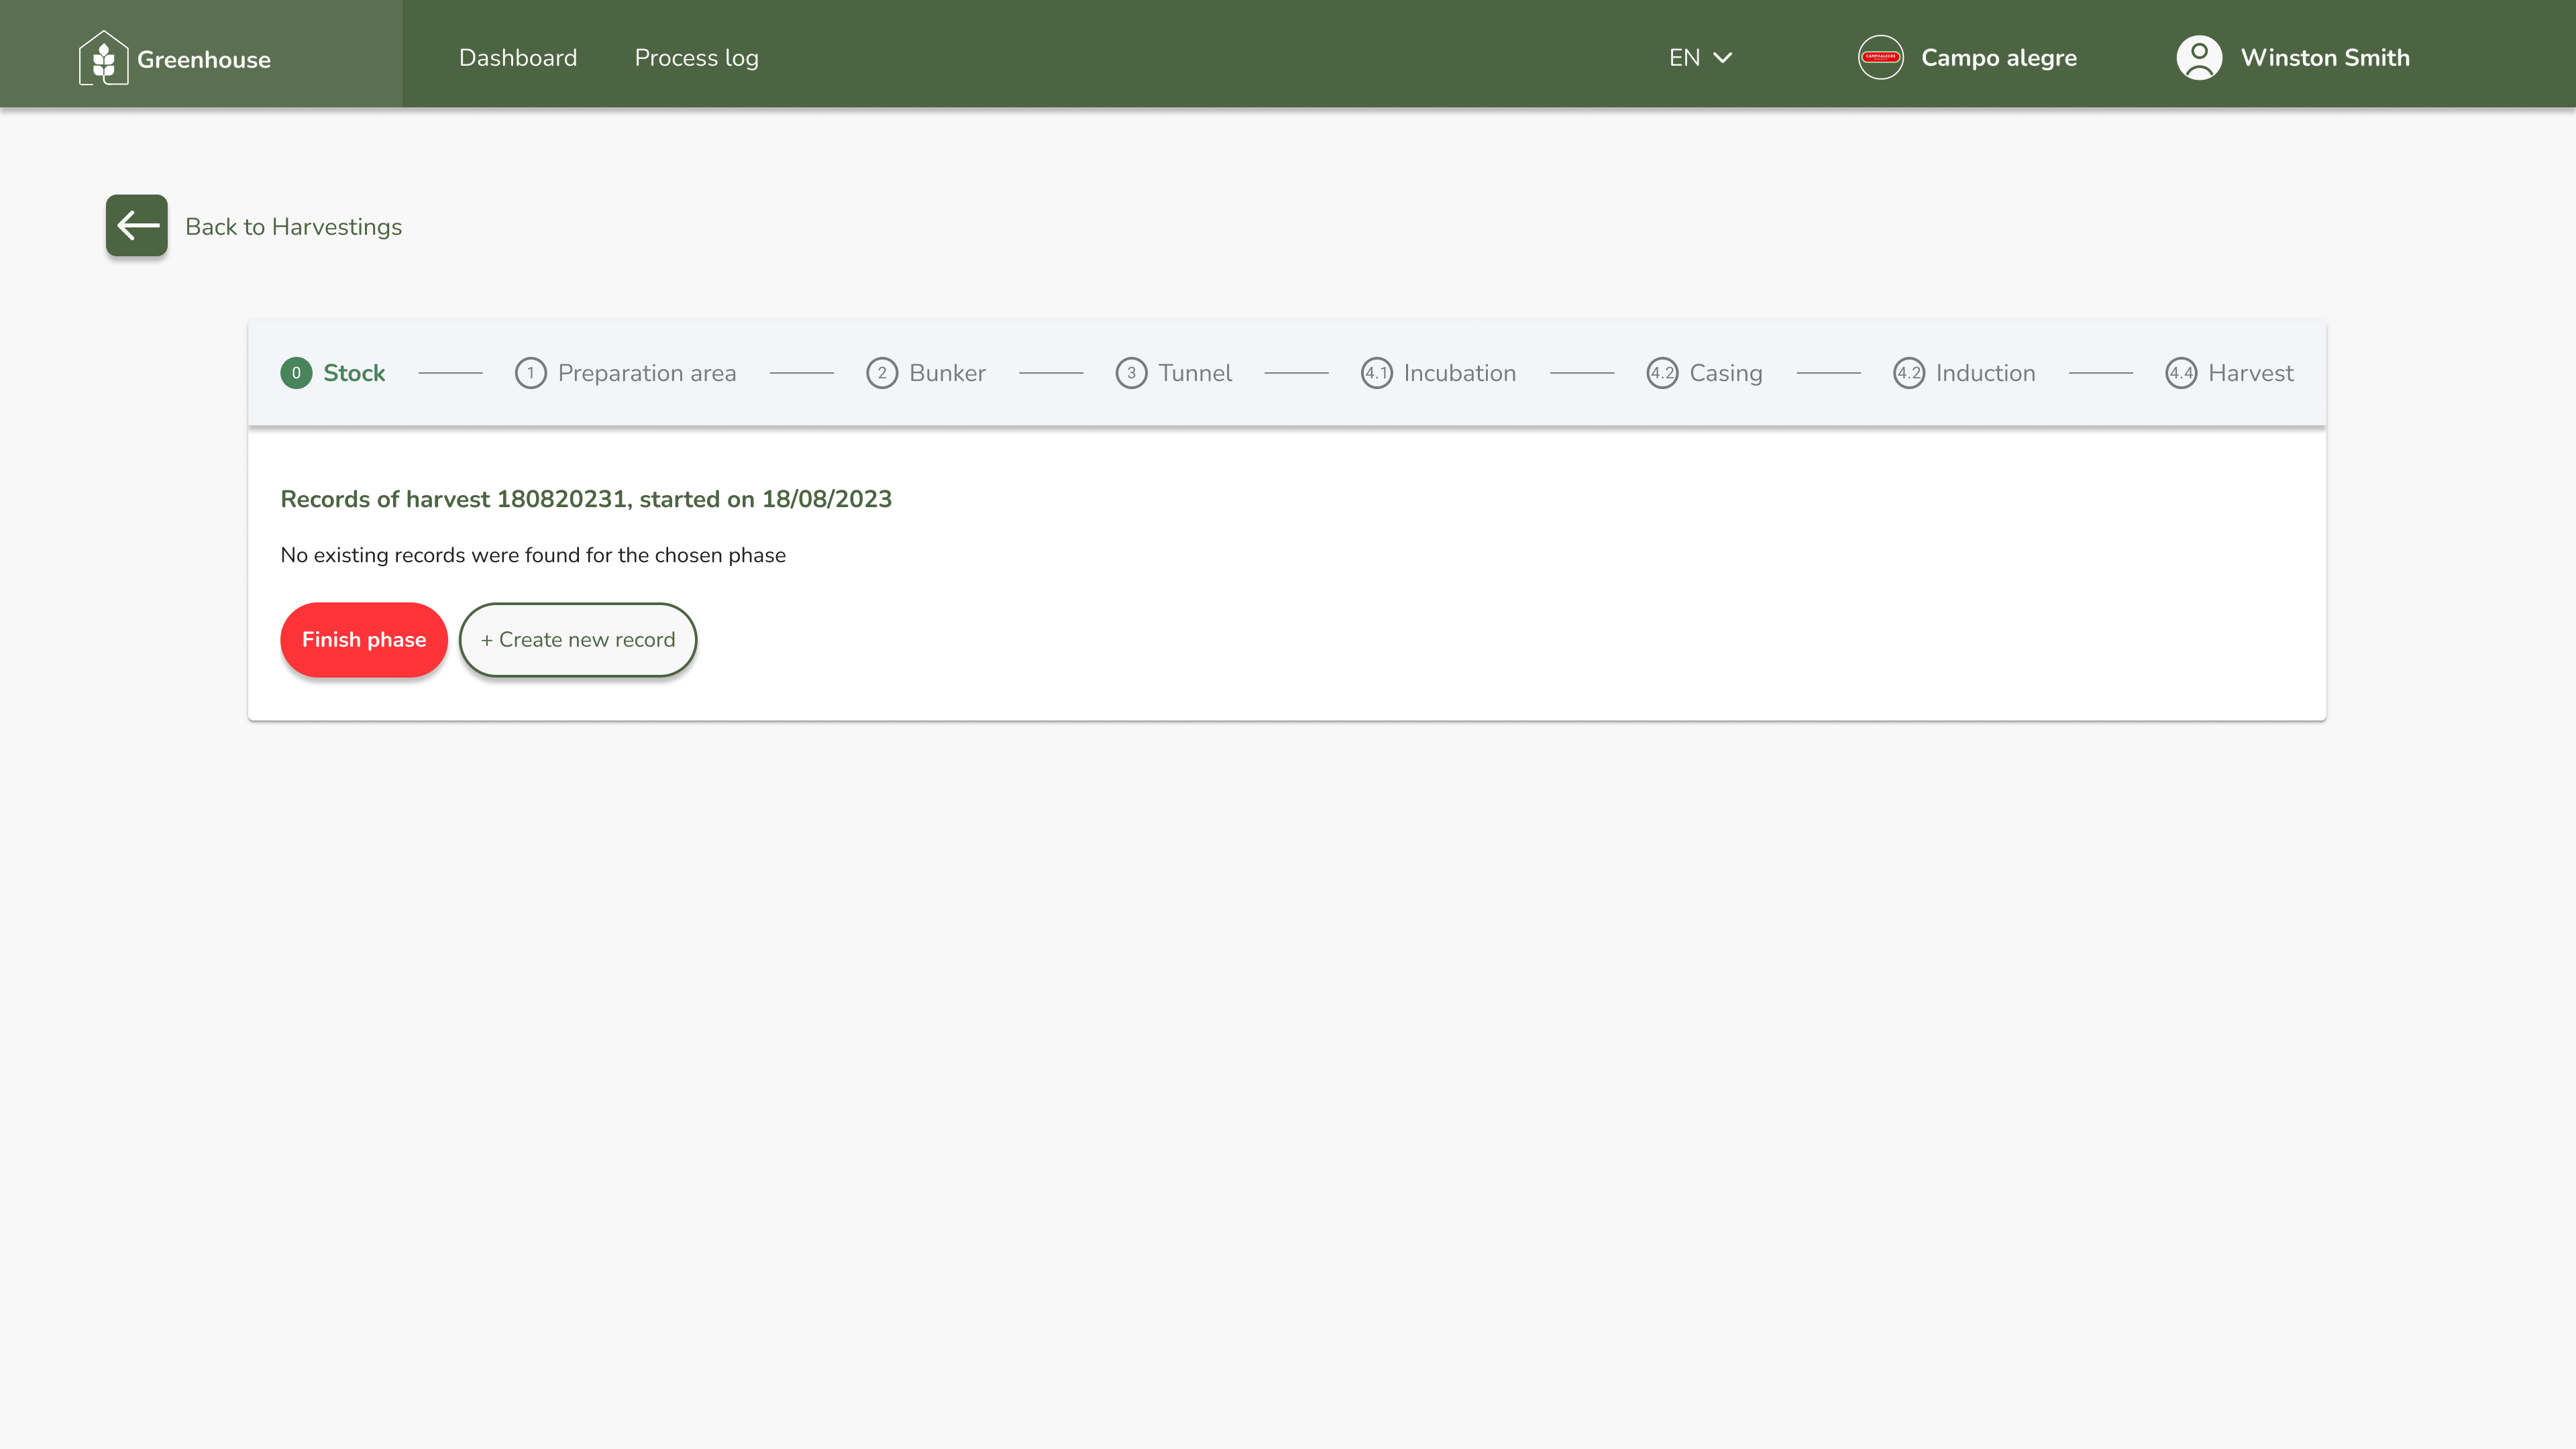 Greenhouse
Dashboard
Process log
EN
CAMPOALEGRE
Campo alegre
Winston Smith
Back to Harvestings
0 Stock
1 Preparation area
2 Bunker
3 Tunnel
4.1 Incubation
4.2 Casing
4.2 Induction
4.4 Harvest
Records of harvest 180820231, started on 18/08/2023
No existing records were found for the chosen phase
Finish phase
+ Create new record